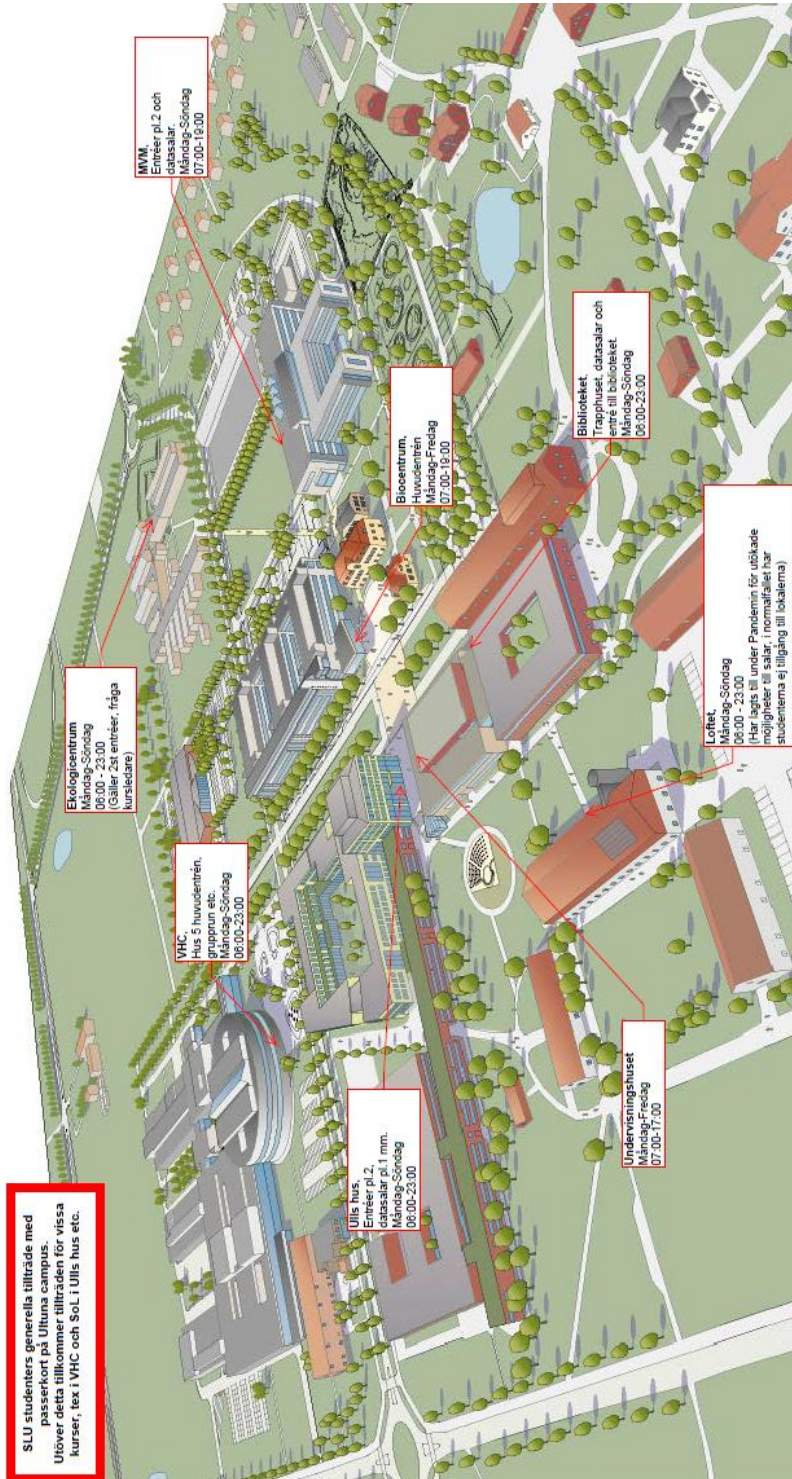 SLU studenters generella tillträde med
passerkort på Ultuna campus.
Utöver detta tillkommer tillträden för vissa
kurser, tex i VHC och SoL i Ulls hus etc.
Ekologicentrum
Måndag-Söndag
06:00 - 23:00
(Gäller 2st entréer, fråga
kursledare)
MVM,
Entréer pl.2 och
datasalar.
Måndag-Söndag
07:00-19:00
VHC,
Hus 5 huvudentrén,
grupprun etc.
Måndag-Söndag
06:00-23:00
Biocentrum,
Huvudentrén
Måndag-Fredag
07:00-19:00
Ulls hus,
Entréer pl.2,
datasalar pl.1 mm.
Måndag-Söndag
06:00-23:00
Biblioteket,
Trapphuset, datasalar och
entré till biblioteket.
Måndag-Söndag
06:00-23:00
Undervisningshuset
Måndag-Fredag
07:00-17:00
Loftet,
Måndag-Söndag
06:00 - 23:00
(Har lagts till under Pandemin för utökade
möjligheter till salar, i normalfallet har
studenterna ej tillgång till lokalerna)